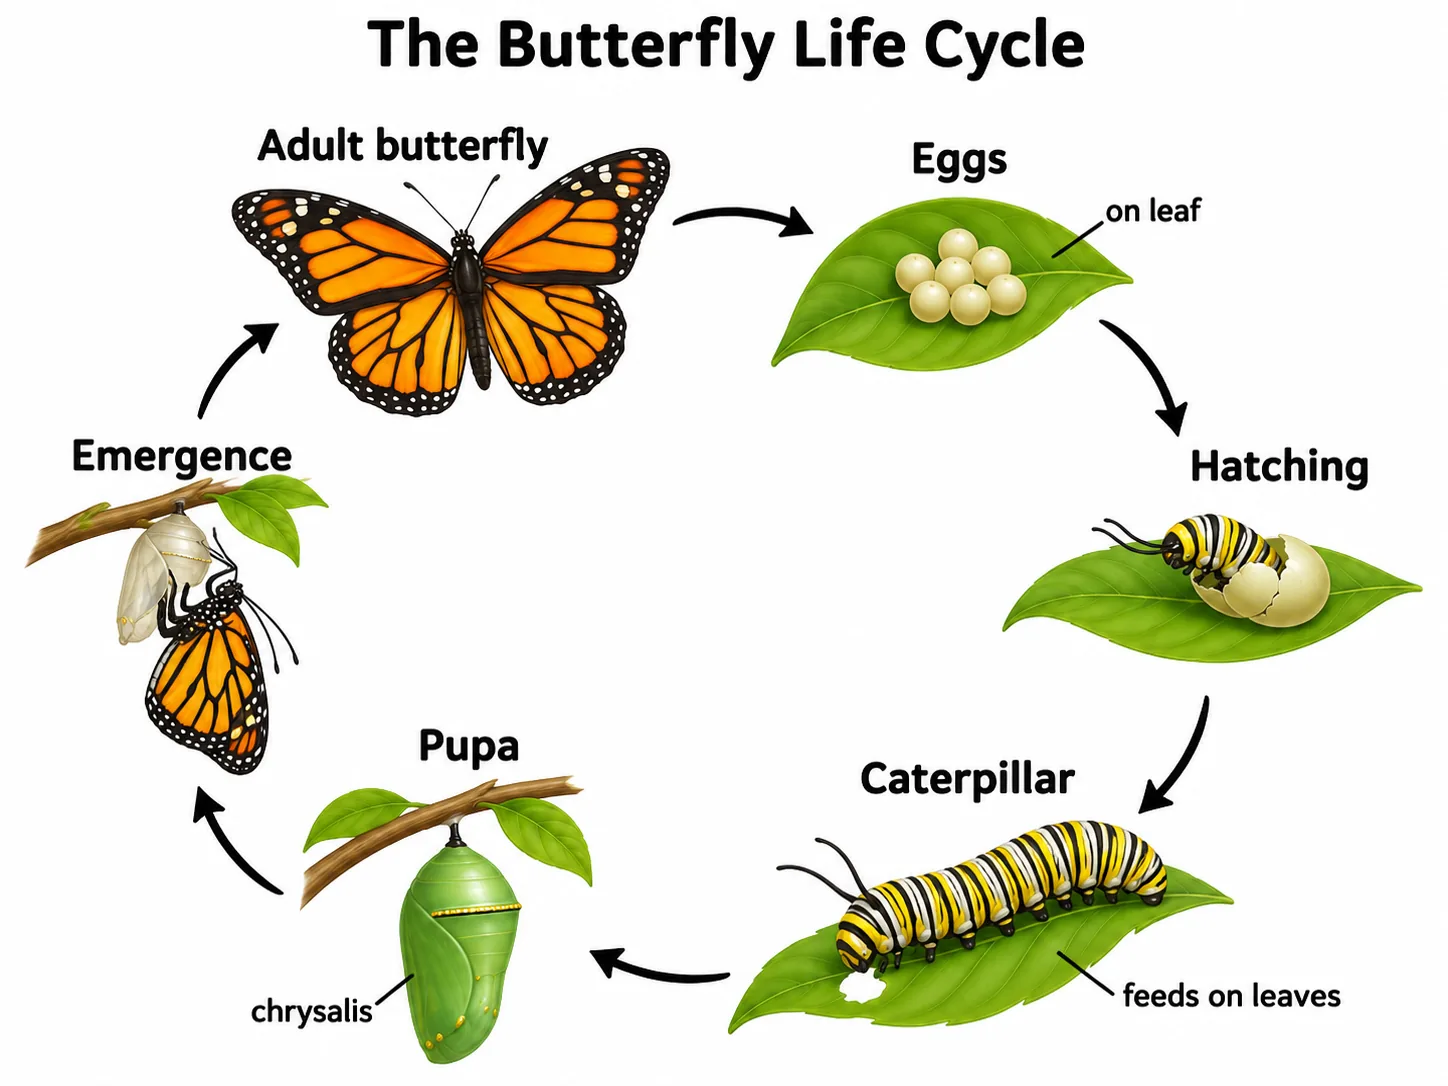 The Butterfly Life Cycle
Adult butterfly
Eggs
on leaf
Hatching
Caterpillar
feeds on leaves
Pupa
chrysalis
Emergence